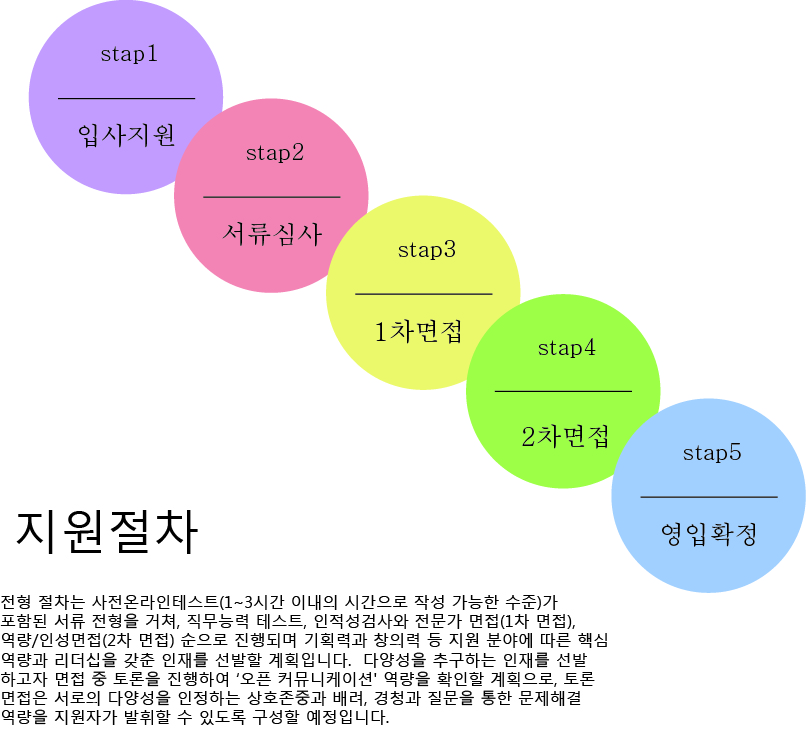 stap1
입사지원
stap2
서류심사
stap3
1차면접
stap4
2차면접
stap5
영입확정
지원절차
전형 절차는 사전온라인테스트(1~3시간 이내의 시간으로 작성 가능한 수준)가
포함된 서류 전형을 거쳐, 직무능력 테스트, 인적성검사와 전문가 면접(1차 면접),
역량/인성면접(2차 면접) 순으로 진행되며 기획력과 창의력 등 지원 분야에 따른 핵심
역량과 리더십을 갖춘 인재를 선발할 계획입니다.  다양성을 추구하는 인재를 선발
하고자 면접 중 토론을 진행하여 ‘오픈 커뮤니케이션' 역량을 확인할 계획으로, 토론
면접은 서로의 다양성을 인정하는 상호존중과 배려, 경청과 질문을 통한 문제해결
역량을 지원자가 발휘할 수 있도록 구성할 예정입니다.